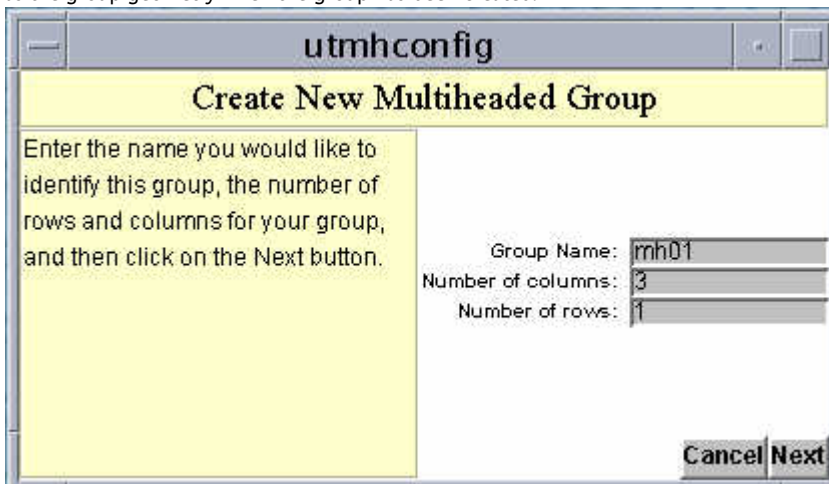 utmhconfig
Create New Multiheaded Group
Enter the name you would like to
identify this group, the number of
rows and columns for your group,
and then click on the Next button.
Group Name: mh01
Number of columns: 3
Number of rows: 1
Cancel Next